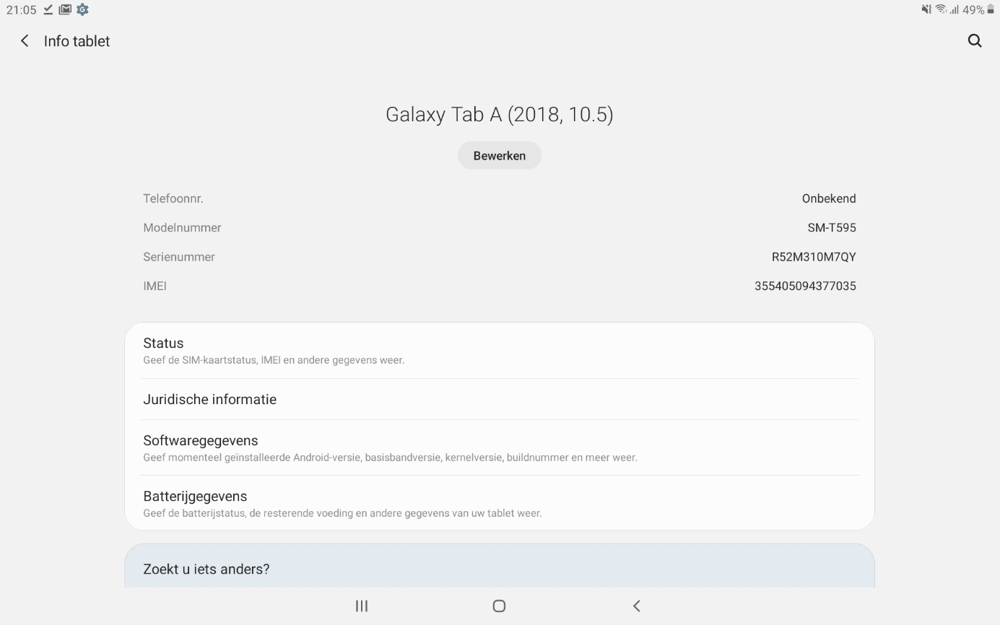 21:05 49%
Info tablet
Galaxy Tab A (2018, 10.5)
Bewerken
Telefoonnr. Onbekend
Modelnummer SM-T595
Serienummer R52M310M7QY
IMEI 355405094377035
Status
Geef de SIM-kaartstatus, IMEI en andere gegevens weer.
Juridische informatie
Softwaregegevens
Geef momenteel geïnstalleerde Android-versie, basisbandversie, kernelversie, buildnummer en meer weer.
Batterijgegevens
Geef de batterijstatus, de resterende voeding en andere gegevens van uw tablet weer.
Zoekt u iets anders?